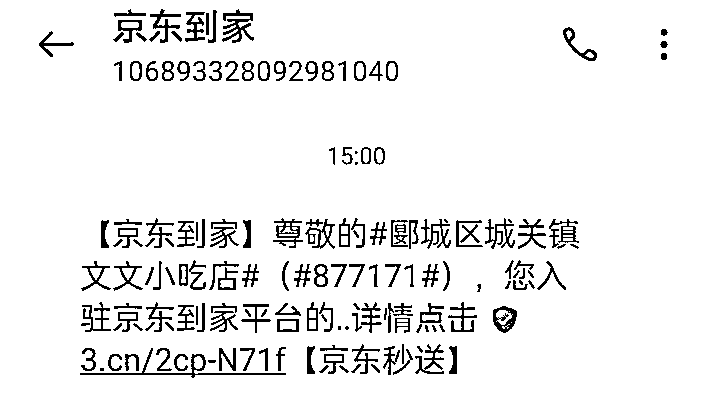 京东到家
106893328092981040
15:00
【京东到家】尊敬的#郾城区城关镇
文文小吃店#（#877171#），您入
驻京东到家平台的..详情点击
3.cn/2cp-N71f【京东秒送】